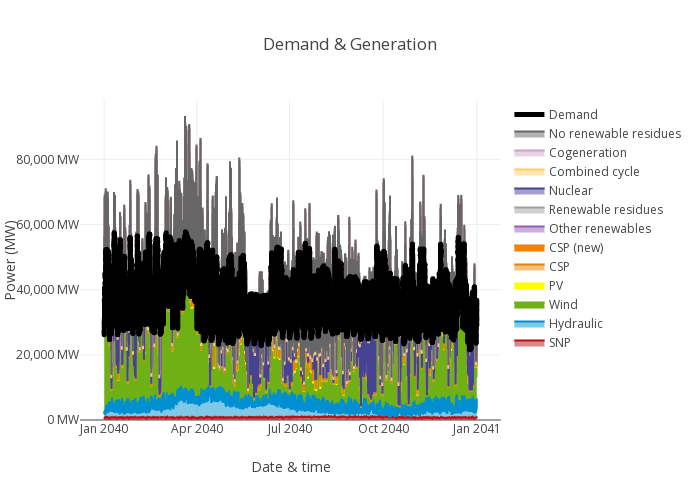 Demand & Generation
Power (MW)
80,000 MW
60,000 MW
40,000 MW
20,000 MW
0 MW
Jan 2040
Apr 2040
Jul 2040
Oct 2040
Jan 2041
Date & time
Demand
No renewable residues
Cogeneration
Combined cycle
Nuclear
Renewable residues
Other renewables
CSP (new)
CSP
PV
Wind
Hydraulic
SNP